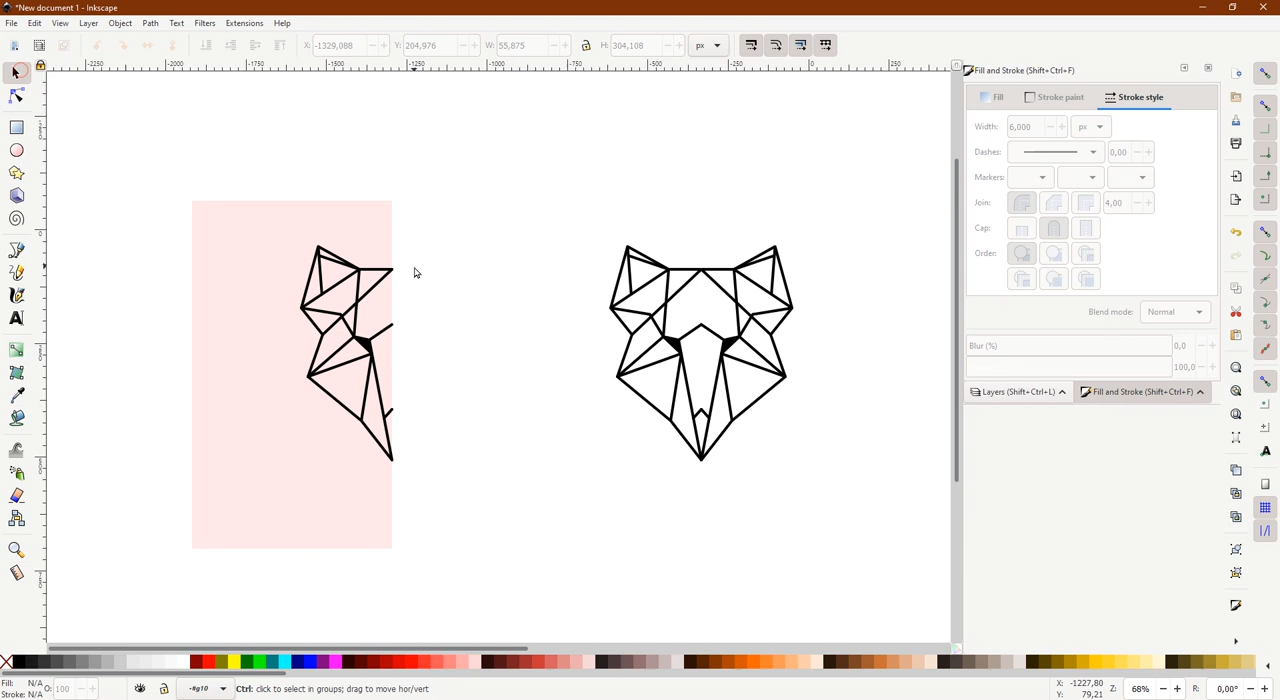 *New document 1 - Inkscape
File Edit View Layer Object Path Text Filters Extensions Help
X: -1329,088 Y: 204,976 W: 55,875 H: 304,108 px
-2250 -2000 -1750 -1500 -1250 -1000 -750 -500 -250 0 250
Fill and Stroke (Shift+Ctrl+F)
Fill Stroke paint Stroke style
Width: 6,000 px
Dashes: 0,00
Markers:
Join: 4,00
Cap:
Order:
Blend mode: Normal
Blur (%) 0,0
100,0
Layers (Shift+Ctrl+L) Fill and Stroke (Shift+Ctrl+F)
Fill: N/A
Stroke: N/A
O: 100
-#g10
Ctrl: click to select in groups; drag to move hor/vert
X: -1227,80
Y: 79,21
Z: 68% R: 0,00°